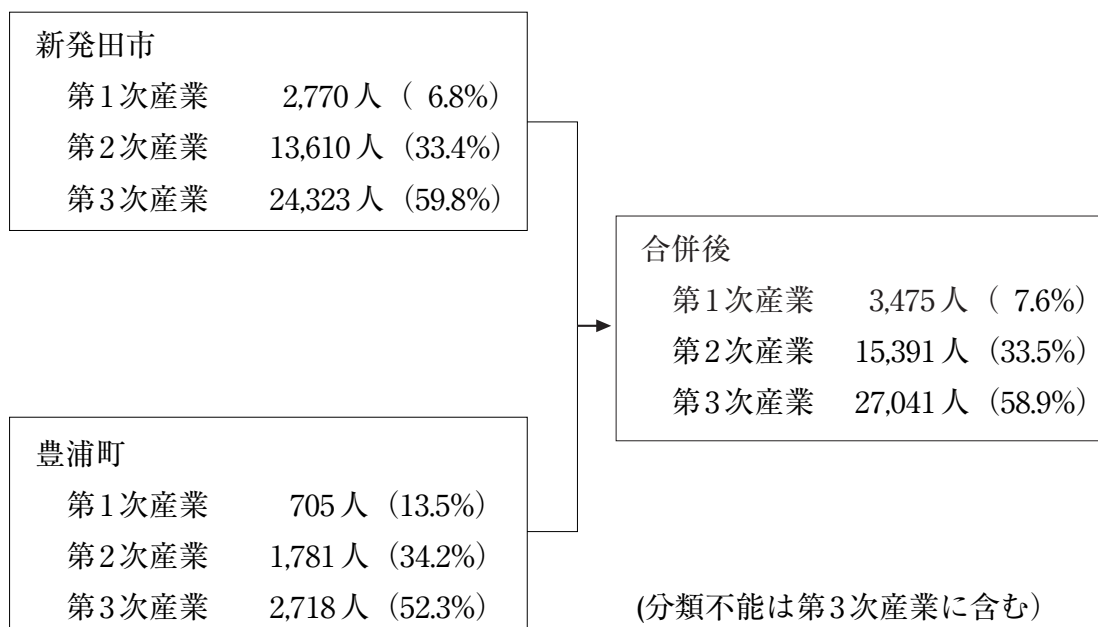 新発田市
第1次産業 2,770人 ( 6.8%)
第2次産業 13,610人 (33.4%)
第3次産業 24,323人 (59.8%)
合併後
第1次産業 3,475人 ( 7.6%)
第2次産業 15,391人 (33.5%)
第3次産業 27,041人 (58.9%)
豊浦町
第1次産業 705人 (13.5%)
第2次産業 1,781人 (34.2%)
第3次産業 2,718人 (52.3%)
(分類不能は第3次産業に含む)